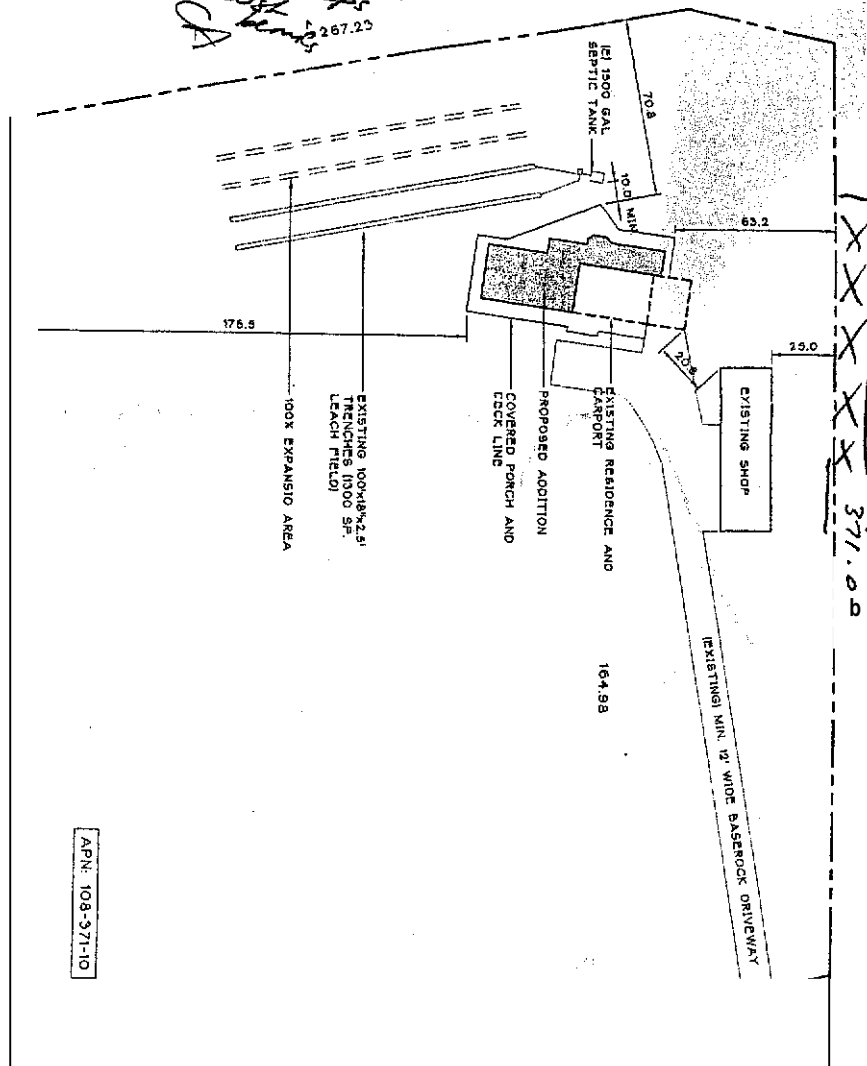 267.23
CA
(E) 1500 GAL
SEPTIC TANK
70.8
10.0 MIN.
63.2
25.0
X X X X X 371.00
20.8
176.5
EXISTING SHOP
EXISTING RESIDENCE AND
CARPORT
PROPOSED ADDITION
COVERED PORCH AND
DECK LINE
EXISTING 100'x18"x2.5'
TRENCHES (1300 SF.
LEACH FIELD)
100% EXPANSIO AREA
164.98
(EXISTING) MIN. 12' WIDE BASEROCK DRIVEWAY
APN: 108-371-10